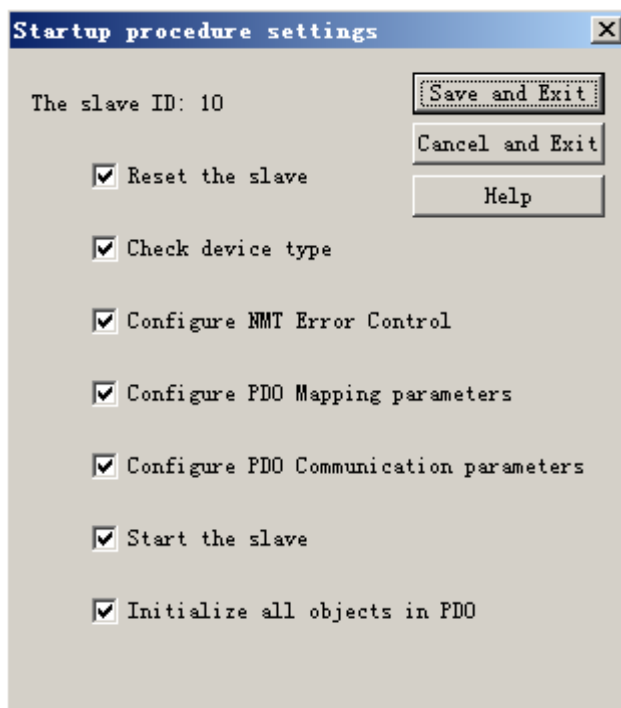 Startup procedure settings
The slave ID: 10
Save and Exit
Cancel and Exit
Help
Reset the slave
Check device type
Configure NMT Error Control
Configure PDO Mapping parameters
Configure PDO Communication parameters
Start the slave
Initialize all objects in PDO